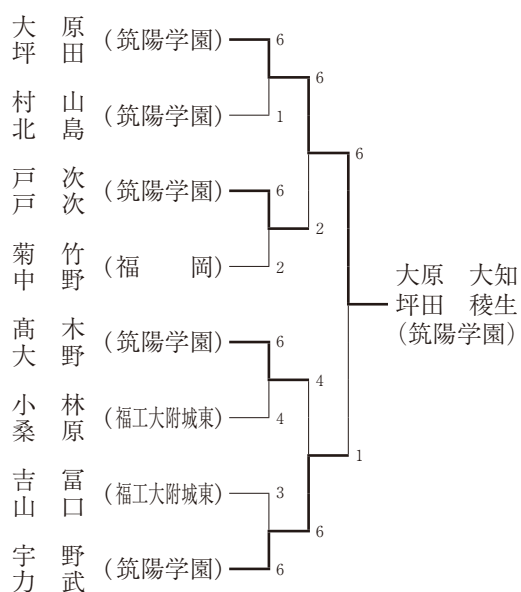 大原
坪田
(筑陽学園)
6
村山
北島
(筑陽学園)
1
6
戸次
戸次
(筑陽学園)
6
菊竹
中野
(福岡)
2
2
6
髙木
大野
(筑陽学園)
6
小林
桑原
(福工大附城東)
4
4
吉冨
山口
(福工大附城東)
3
宇野
力武
(筑陽学園)
6
6
1
大原 大知
坪田 稜生
(筑陽学園)